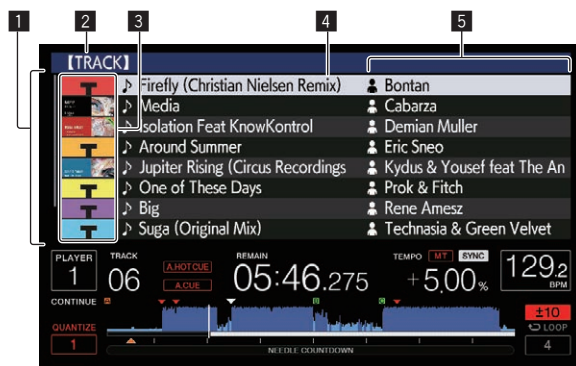 1 2 3 4 5
【TRACK】
♪ Firefly (Christian Nielsen Remix) Bontan
♪ Media Cabarza
♪ Isolation Feat KnowKontrol Demian Muller
♪ Around Summer Eric Sneo
♪ Jupiter Rising (Circus Recordings Kydus & Yousef feat The An
♪ One of These Days Prok & Fitch
♪ Big Rene Amesz
♪ Suga (Original Mix) Technasia & Green Velvet
PLAYER TRACK REMAIN TEMPO MT SYNC
1 06 A.HOT CUE A.CUE 05:46.275 +5.00% 129.2 BPM
CONTINUE
QUANTIZE ±10
LOOP
1 NEEDLE COUNTDOWN 4